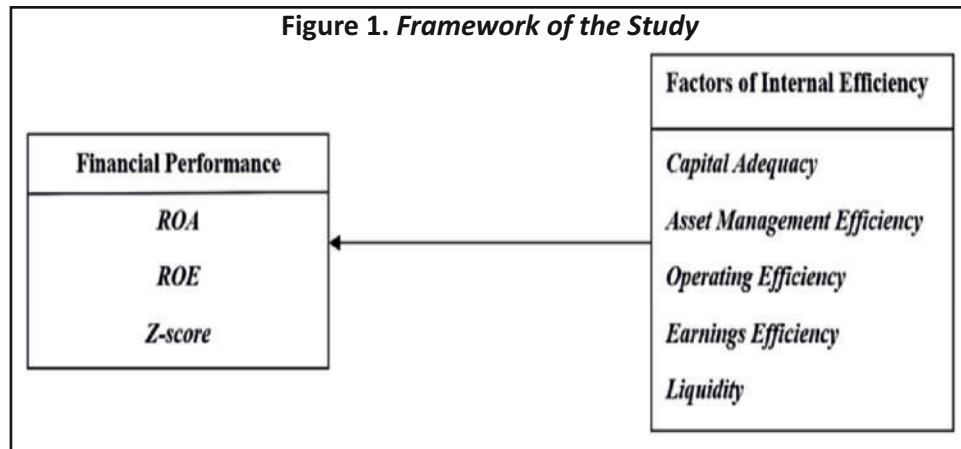 Figure 1. Framework of the Study
Financial Performance
ROA
ROE
Z-score
Factors of Internal Efficiency
Capital Adequacy
Asset Management Efficiency
Operating Efficiency
Earnings Efficiency
Liquidity